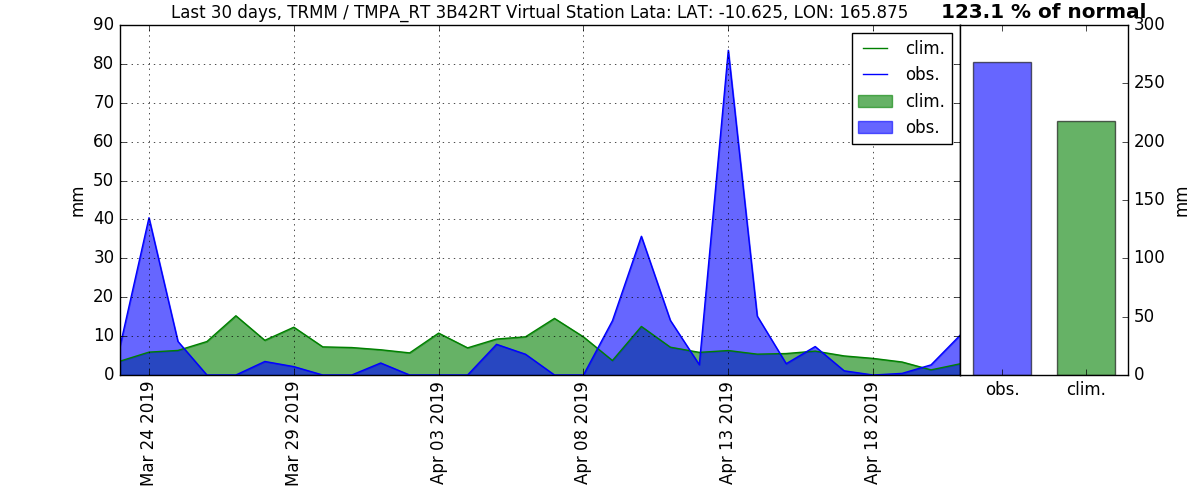 Last 30 days, TRMM / TMPA_RT 3B42RT Virtual Station Lata: LAT: -10.625, LON: 165.875
123.1 % of normal
90
80
70
60
50
40
30
20
10
0
mm
clim.
obs.
clim.
obs.
Mar 24 2019
Mar 29 2019
Apr 03 2019
Apr 08 2019
Apr 13 2019
Apr 18 2019
300
250
200
150
100
50
0
mm
obs.
clim.